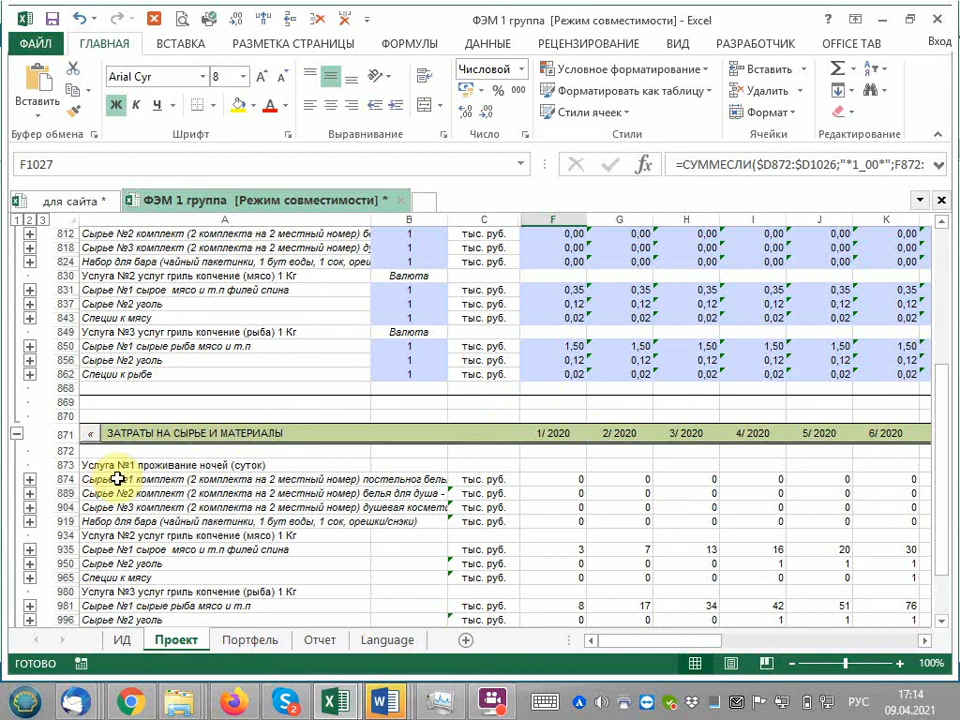 ФЭМ 1 группа [Режим совместимости] - Excel
ФАЙЛ ГЛАВНАЯ ВСТАВКА РАЗМЕТКА СТРАНИЦЫ ФОРМУЛЫ ДАННЫЕ РЕЦЕНЗИРОВАНИЕ ВИД РАЗРАБОТЧИК OFFICE TAB Вход
Вставить Arial Cyr 8 Числовой Условное форматирование Вставить
Форматировать как таблицу Удалить
Ж К Ч Стили ячеек Формат
Буфер обмена Шрифт Выравнивание Число Стили Ячейки Редактирование
F1027 =СУММЕСЛИ($D872:$D1026;"*1_00*";F872:
для сайта * ФЭМ 1 группа [Режим совместимости] *
1 2 3 A B C F G H I J K
812 Сырье №2 комплект (2 комплекта на 2 местный номер) бе 1 тыс. руб. 0,00 0,00 0,00 0,00 0,00 0,00
818 Сырье №3 комплект (2 комплекта на 2 местный номер) ду 1 тыс. руб. 0,00 0,00 0,00 0,00 0,00 0,00
824 Набор для бара (чайный пакетинки, 1 бут воды, 1 сок, ореш 1 тыс. руб. 0,00 0,00 0,00 0,00 0,00 0,00
830 Услуга №2 услуг гриль копчение (мясо) 1 Кг Валюта
831 Сырье №1 сырое мясо и т.п филей спина 1 тыс. руб. 0,35 0,35 0,35 0,35 0,35 0,35
837 Сырье №2 уголь 1 тыс. руб. 0,12 0,12 0,12 0,12 0,12 0,12
843 Специи к мясу 1 тыс. руб. 0,02 0,02 0,02 0,02 0,02 0,02
849 Услуга №3 услуг гриль копчение (рыба) 1 Кг Валюта
850 Сырье №1 сырые рыба мясо и т.п 1 тыс. руб. 1,50 1,50 1,50 1,50 1,50 1,50
856 Сырье №2 уголь 1 тыс. руб. 0,12 0,12 0,12 0,12 0,12 0,12
862 Специи к рыбе 1 тыс. руб. 0,02 0,02 0,02 0,02 0,02 0,02
868
869
870
871 « ЗАТРАТЫ НА СЫРЬЕ И МАТЕРИАЛЫ 1/ 2020 2/ 2020 3/ 2020 4/ 2020 5/ 2020 6/ 2020
872
873 Услуга №1 проживание ночей (суток)
874 Сырье №1 комплект (2 комплекта на 2 местный номер) постельног бель тыс. руб. 0 0 0 0 0 0
889 Сырье №2 комплект (2 комплекта на 2 местный номер) белья для душа - тыс. руб. 0 0 0 0 0 0
904 Сырье №3 комплект (2 комплекта на 2 местный номер) душевая космет тыс. руб. 0 0 0 0 0 0
919 Набор для бара (чайный пакетинки, 1 бут воды, 1 сок, орешки/снэки) тыс. руб. 0 0 0 0 0 0
934 Услуга №2 услуг гриль копчение (мясо) 1 Кг
935 Сырье №1 сырое мясо и т.п филей спина тыс. руб. 3 7 13 16 20 30
950 Сырье №2 уголь тыс. руб. 0 0 0 1 1 1
965 Специи к мясу тыс. руб. 0 0 0 0 0 1
980 Услуга №3 услуг гриль копчение (рыба) 1 Кг
981 Сырье №1 сырые рыба мясо и т.п тыс. руб. 8 17 34 42 51 76
996 Сырье №2 уголь тыс. руб. 0 0 0 1 1 1
ИД Проект Портфель Отчет Language
ГОТОВО 100%
РУС 17:14
09.04.2021